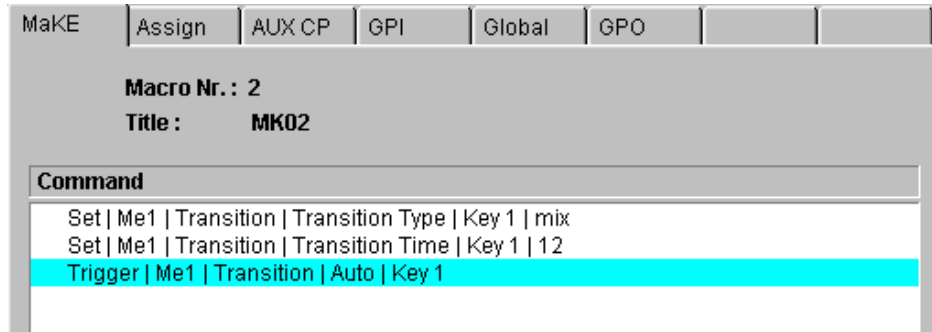 MaKE Assign AUX CP GPI Global GPO
Macro Nr. : 2
Title : MK02
Command
Set | Me1 | Transition | Transition Type | Key 1 | mix
Set | Me1 | Transition | Transition Time | Key 1 | 12
Trigger | Me1 | Transition | Auto | Key 1